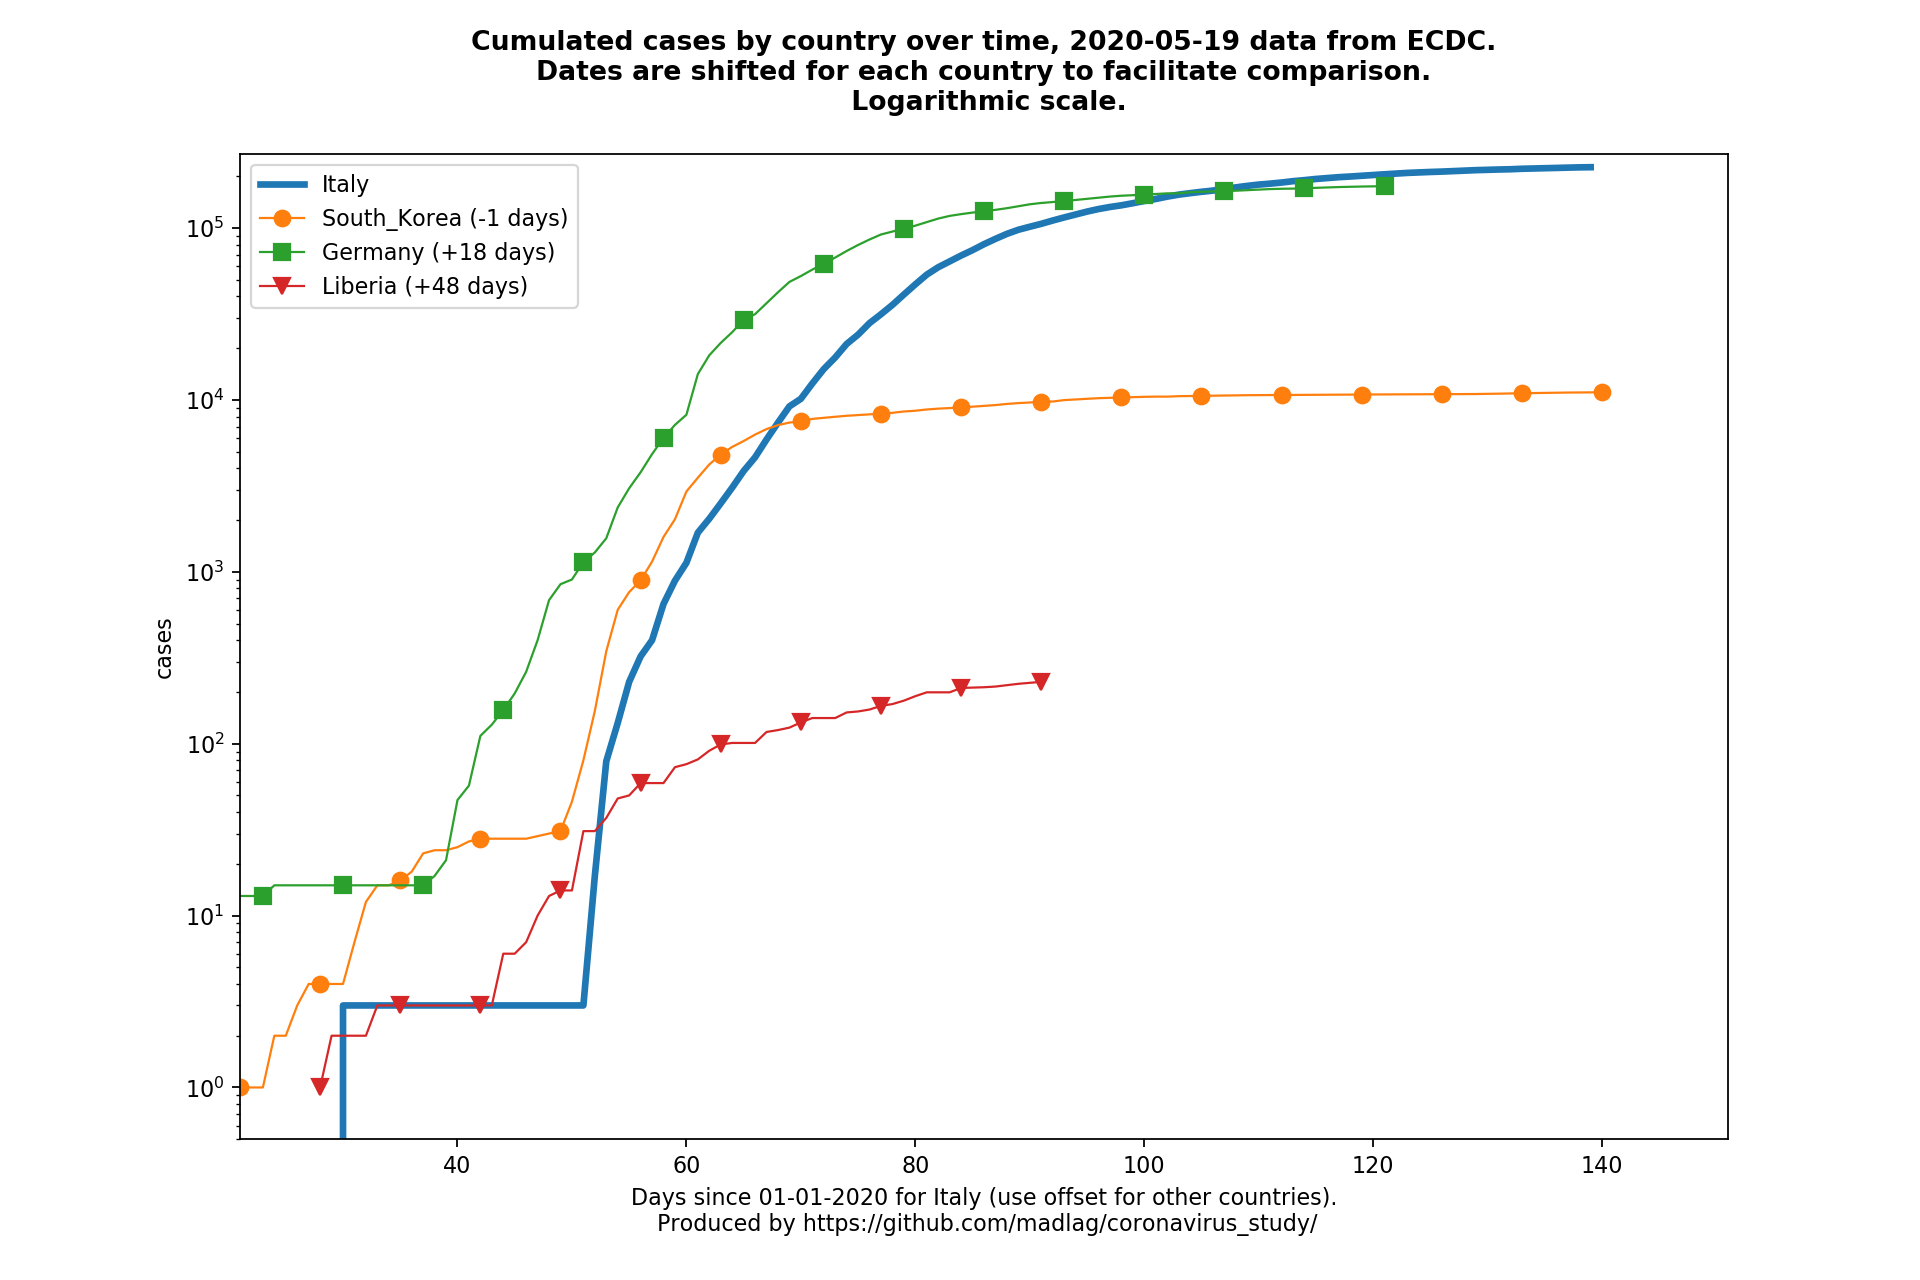 Cumulated cases by country over time, 2020-05-19 data from ECDC.
Dates are shifted for each country to facilitate comparison.
Logarithmic scale.
Italy
South_Korea (-1 days)
Germany (+18 days)
Liberia (+48 days)
10⁵
10⁴
10³
10²
10¹
10⁰
cases
40 60 80 100 120 140
Days since 01-01-2020 for Italy (use offset for other countries).
Produced by https://github.com/madlag/coronavirus_study/